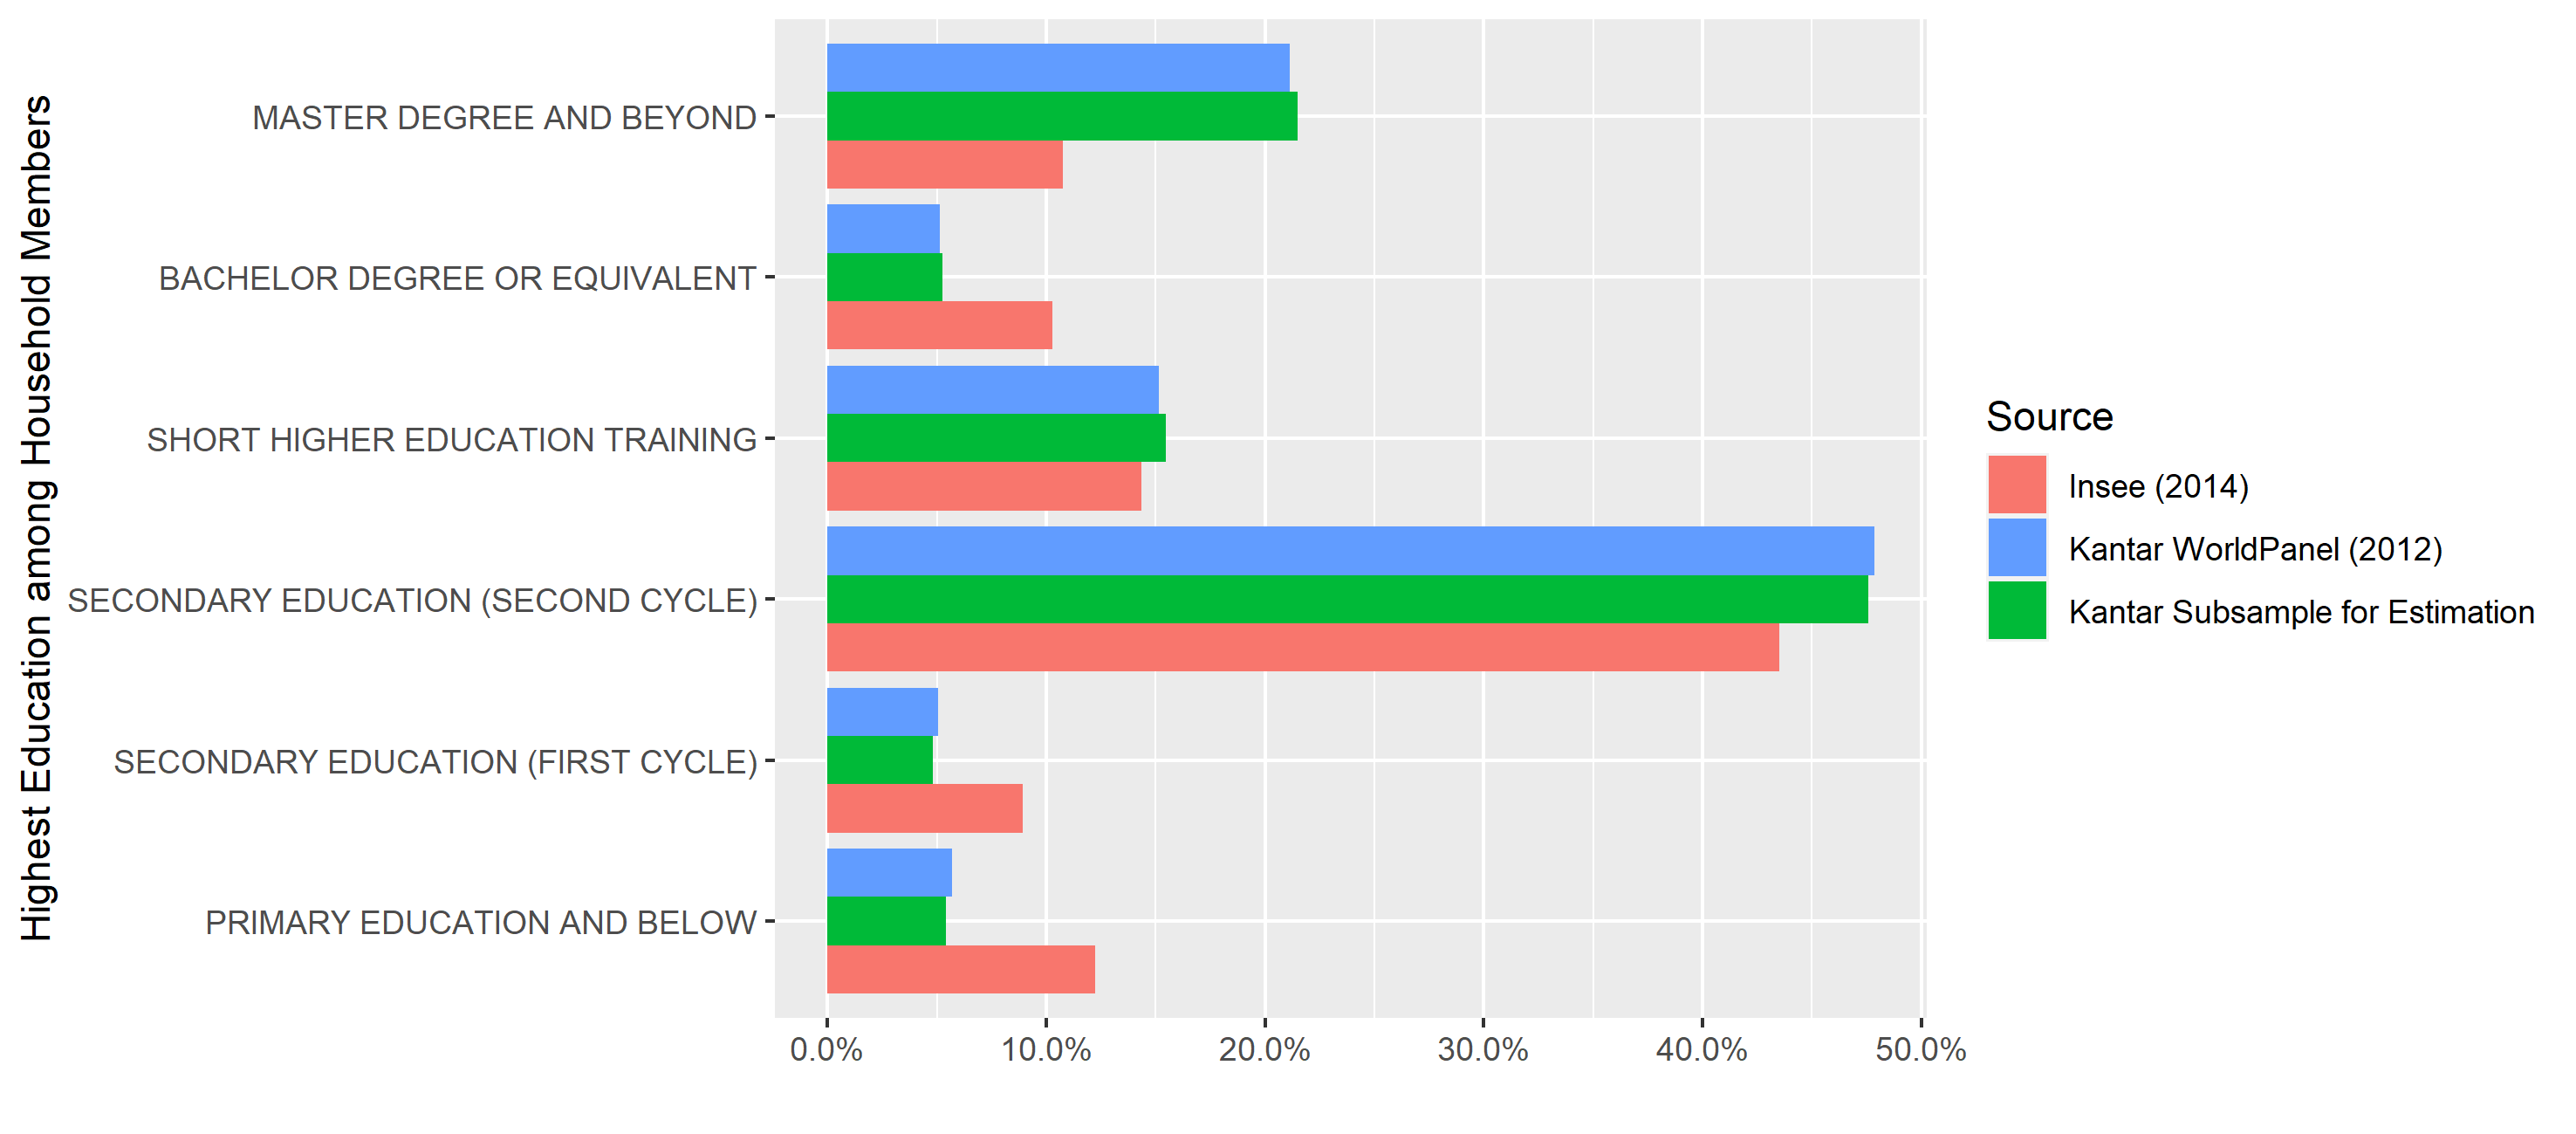 Highest Education among Household Members
MASTER DEGREE AND BEYOND
BACHELOR DEGREE OR EQUIVALENT
SHORT HIGHER EDUCATION TRAINING
SECONDARY EDUCATION (SECOND CYCLE)
SECONDARY EDUCATION (FIRST CYCLE)
PRIMARY EDUCATION AND BELOW
0.0% 10.0% 20.0% 30.0% 40.0% 50.0%
Source
Insee (2014)
Kantar WorldPanel (2012)
Kantar Subsample for Estimation